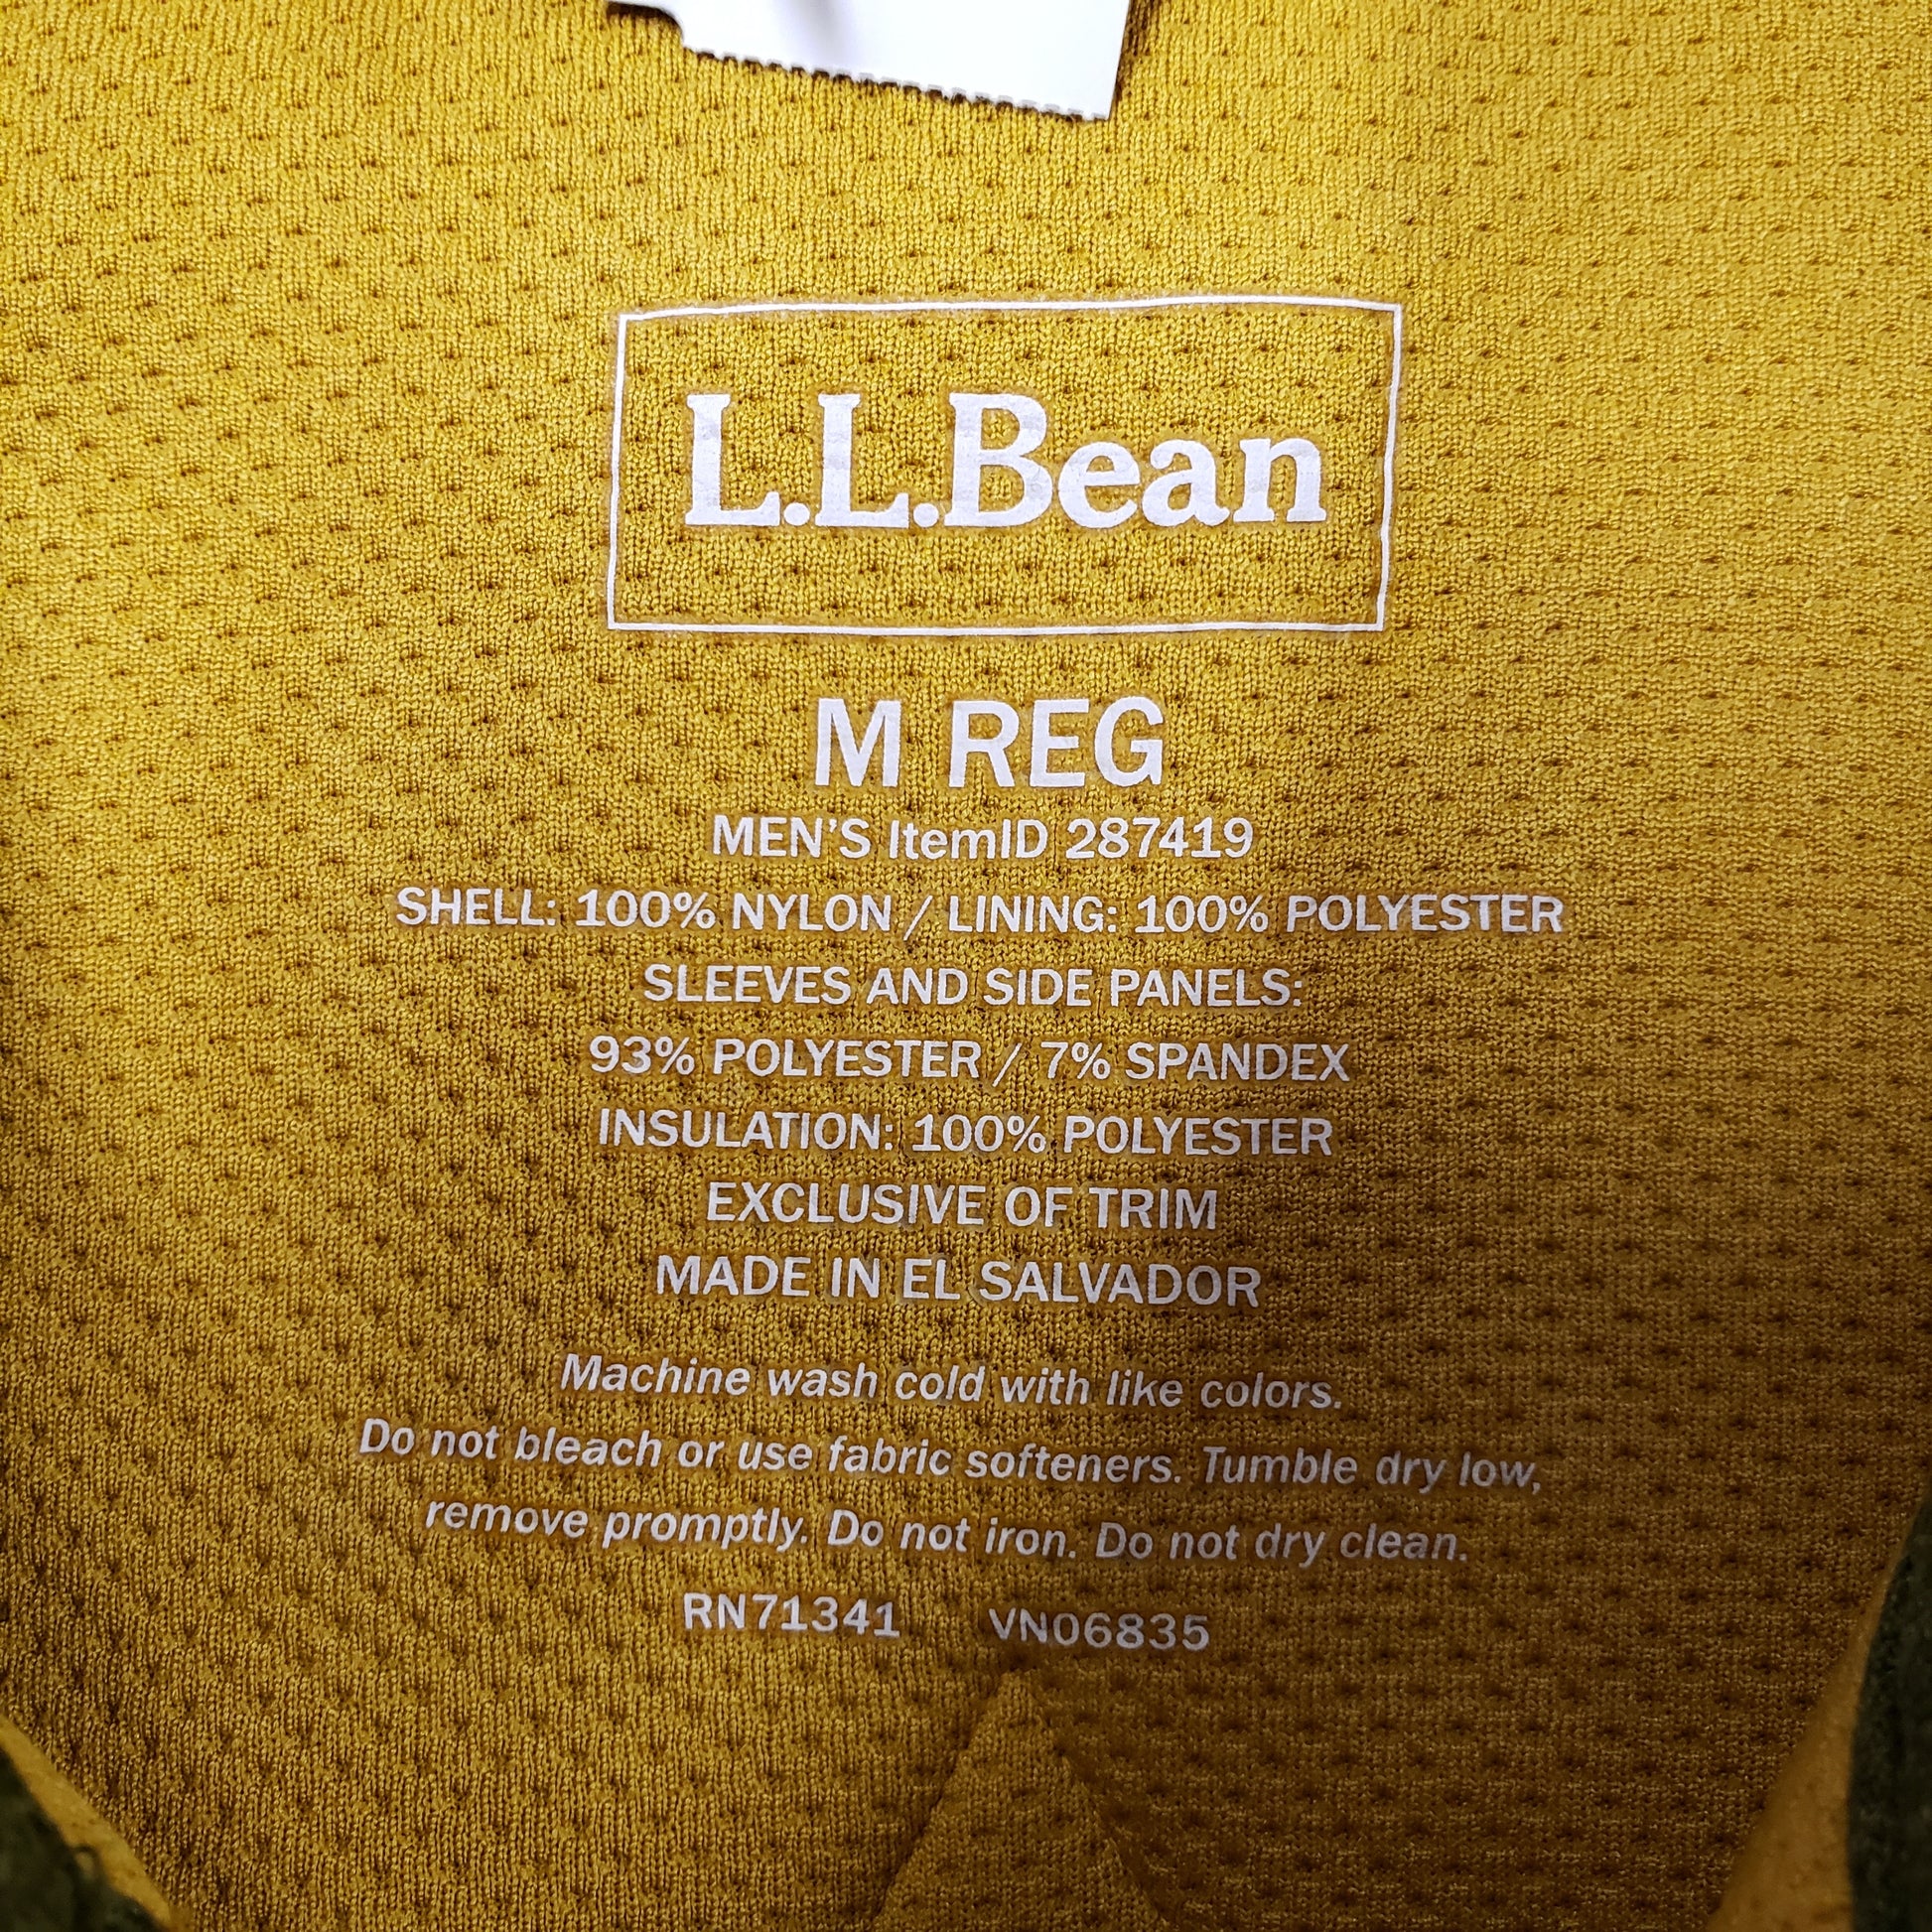 L.L.Bean
M REG
MEN'S ItemID 287419
SHELL: 100% NYLON / LINING: 100% POLYESTER
SLEEVES AND SIDE PANELS:
93% POLYESTER / 7% SPANDEX
INSULATION: 100% POLYESTER
EXCLUSIVE OF TRIM
MADE IN EL SALVADOR
Machine wash cold with like colors.
Do not bleach or use fabric softeners. Tumble dry low,
remove promptly. Do not iron. Do not dry clean.
RN71341 VN06835